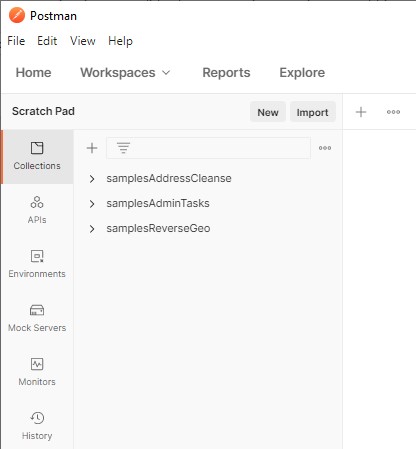 Postman
File Edit View Help
Home Workspaces Reports Explore
Scratch Pad New Import
Collections
samplesAddressCleanse
samplesAdminTasks
samplesReverseGeo
APIs
Environments
Mock Servers
Monitors
History